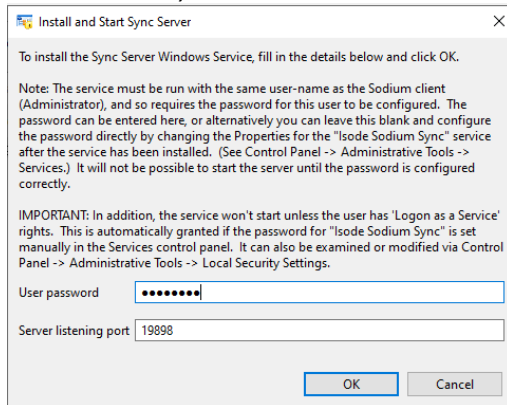 Install and Start Sync Server
To install the Sync Server Windows Service, fill in the details below and click OK.
Note: The service must be run with the same user-name as the Sodium client
(Administrator), and so requires the password for this user to be configured. The
password can be entered here, or alternatively you can leave this blank and configure
the password directly by changing the Properties for the "Isode Sodium Sync" service
after the service has been installed. (See Control Panel -> Administrative Tools ->
Services.) It will not be possible to start the server until the password is configured
correctly.
IMPORTANT: In addition, the service won't start unless the user has 'Logon as a Service'
rights. This is automatically granted if the password for "Isode Sodium Sync" is set
manually in the Services control panel. It can also be examined or modified via Control
Panel -> Administrative Tools -> Local Security Settings.
User password ●●●●●●●●
Server listening port 19898
OK Cancel